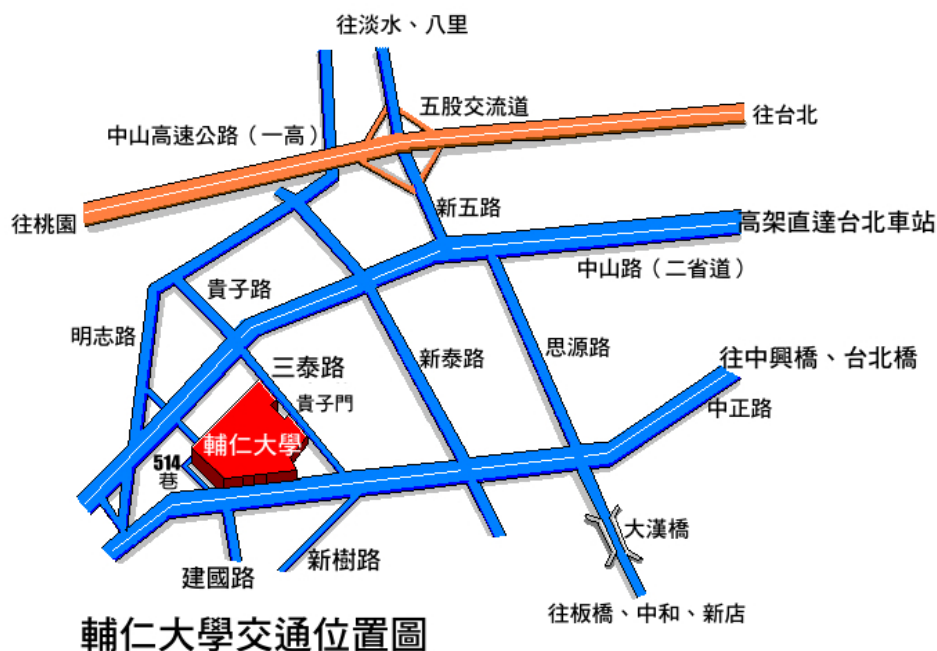 往淡水、八里
五股交流道
往台北
中山高速公路（一高）
往桃園
新五路
高架直達台北車站
中山路（二省道）
貴子路
明志路
新泰路
思源路
三泰路
往中興橋、台北橋
貴子門
中正路
輔仁大學
514
巷
大漢橋
新樹路
建國路
往板橋、中和、新店
輔仁大學交通位置圖